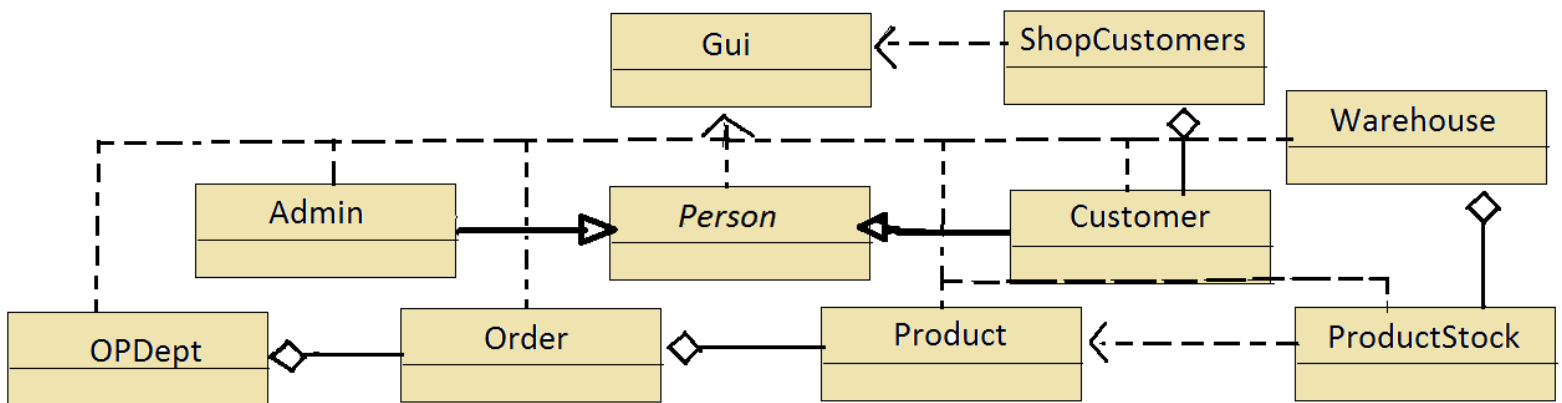 Gui
ShopCustomers
Warehouse
Admin
Person
Customer
OPDept
Order
Product
ProductStock